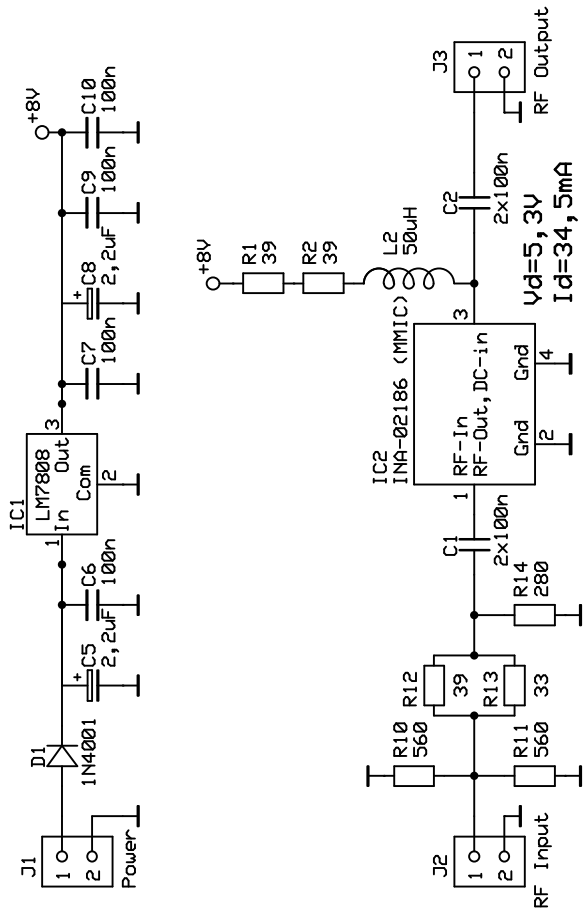 J1
1
2
Power
D1
1N4001
C5
2,2uF
+
C6
100n
IC1
LM7808
1
In
Out
3
Com
2
C7
100n
+
C8
2,2uF
C9
100n
C10
100n
+8V
J2
1
2
RF Input
R10
560
R11
560
R12
39
R13
33
R14
280
C1
2x100n
IC2
INA-02186 (MMIC)
1
RF-In
RF-Out,DC-in
3
Gnd
2
Gnd
4
+8V
R1
39
R2
39
L2
50uH
C2
2x100n
Vd=5,3V
Id=34,5mA
J3
1
2
RF Output